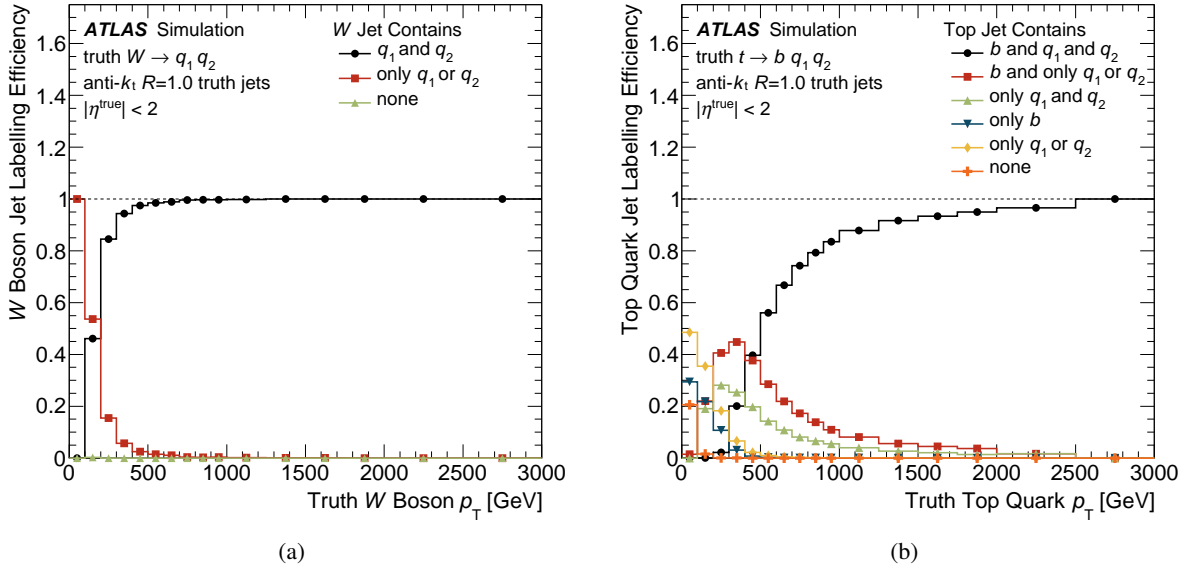 ATLAS Simulation
truth W → q1 q2
anti-kt R=1.0 truth jets
|ηtrue| < 2
W Jet Contains
q1 and q2
only q1 or q2
none
W Boson Jet Labelling Efficiency
1.6
1.4
1.2
1
0.8
0.6
0.4
0.2
0
0 500 1000 1500 2000 2500 3000
Truth W Boson pT [GeV]
(a)
ATLAS Simulation
truth t → b q1 q2
anti-kt R=1.0 truth jets
|ηtrue| < 2
Top Jet Contains
b and q1 and q2
b and only q1 or q2
only q1 and q2
only b
only q1 or q2
none
Top Quark Jet Labelling Efficiency
1.6
1.4
1.2
1
0.8
0.6
0.4
0.2
0
0 500 1000 1500 2000 2500 3000
Truth Top Quark pT [GeV]
(b)